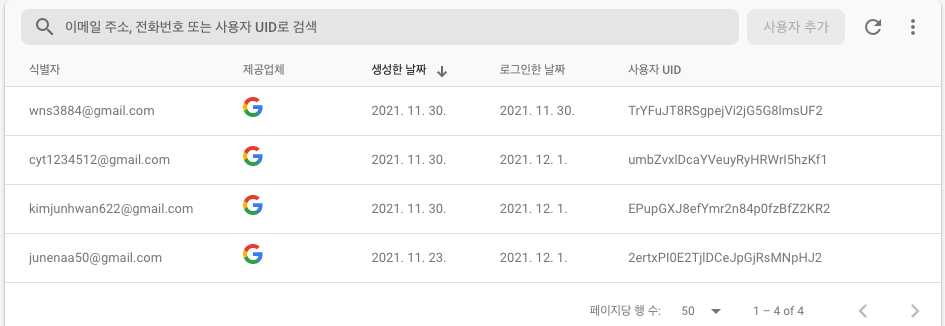 이메일 주소, 전화번호 또는 사용자 UID로 검색 사용자 추가
식별자 제공업체 생성한 날짜 로그인한 날짜 사용자 UID
wns3884@gmail.com 2021. 11. 30. 2021. 11. 30. TrYFuJT8RSgpejVi2jG5G8lmsUF2
cyt1234512@gmail.com 2021. 11. 30. 2021. 12. 1. umbZvxlDcaYVeuyRyHRWrI5hzKf1
kimjunhwan622@gmail.com 2021. 11. 30. 2021. 12. 1. EPupGXJ8efYmr2n84p0fzBfZ2KR2
junenaa50@gmail.com 2021. 11. 23. 2021. 12. 1. 2ertxPI0E2TjlDCeJpGjRsMNpHJ2
페이지당 행 수: 50 1 – 4 of 4